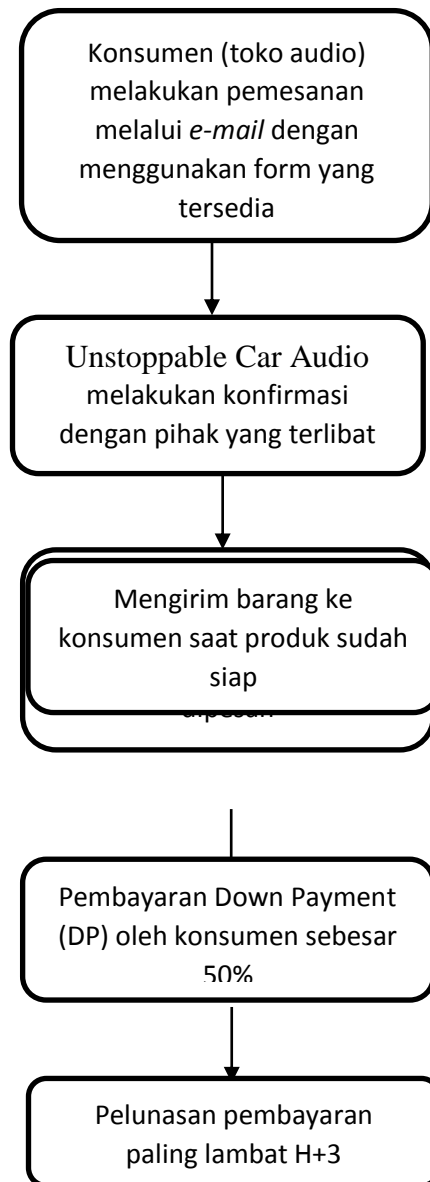 Konsumen (toko audio)
melakukan pemesanan
melalui e-mail dengan
menggunakan form yang
tersedia
Unstoppable Car Audio
melakukan konfirmasi
dengan pihak yang terlibat
Mengirim barang ke
konsumen saat produk sudah
siap
Pembayaran Down Payment
(DP) oleh konsumen sebesar
50%
Pelunasan pembayaran
paling lambat H+3